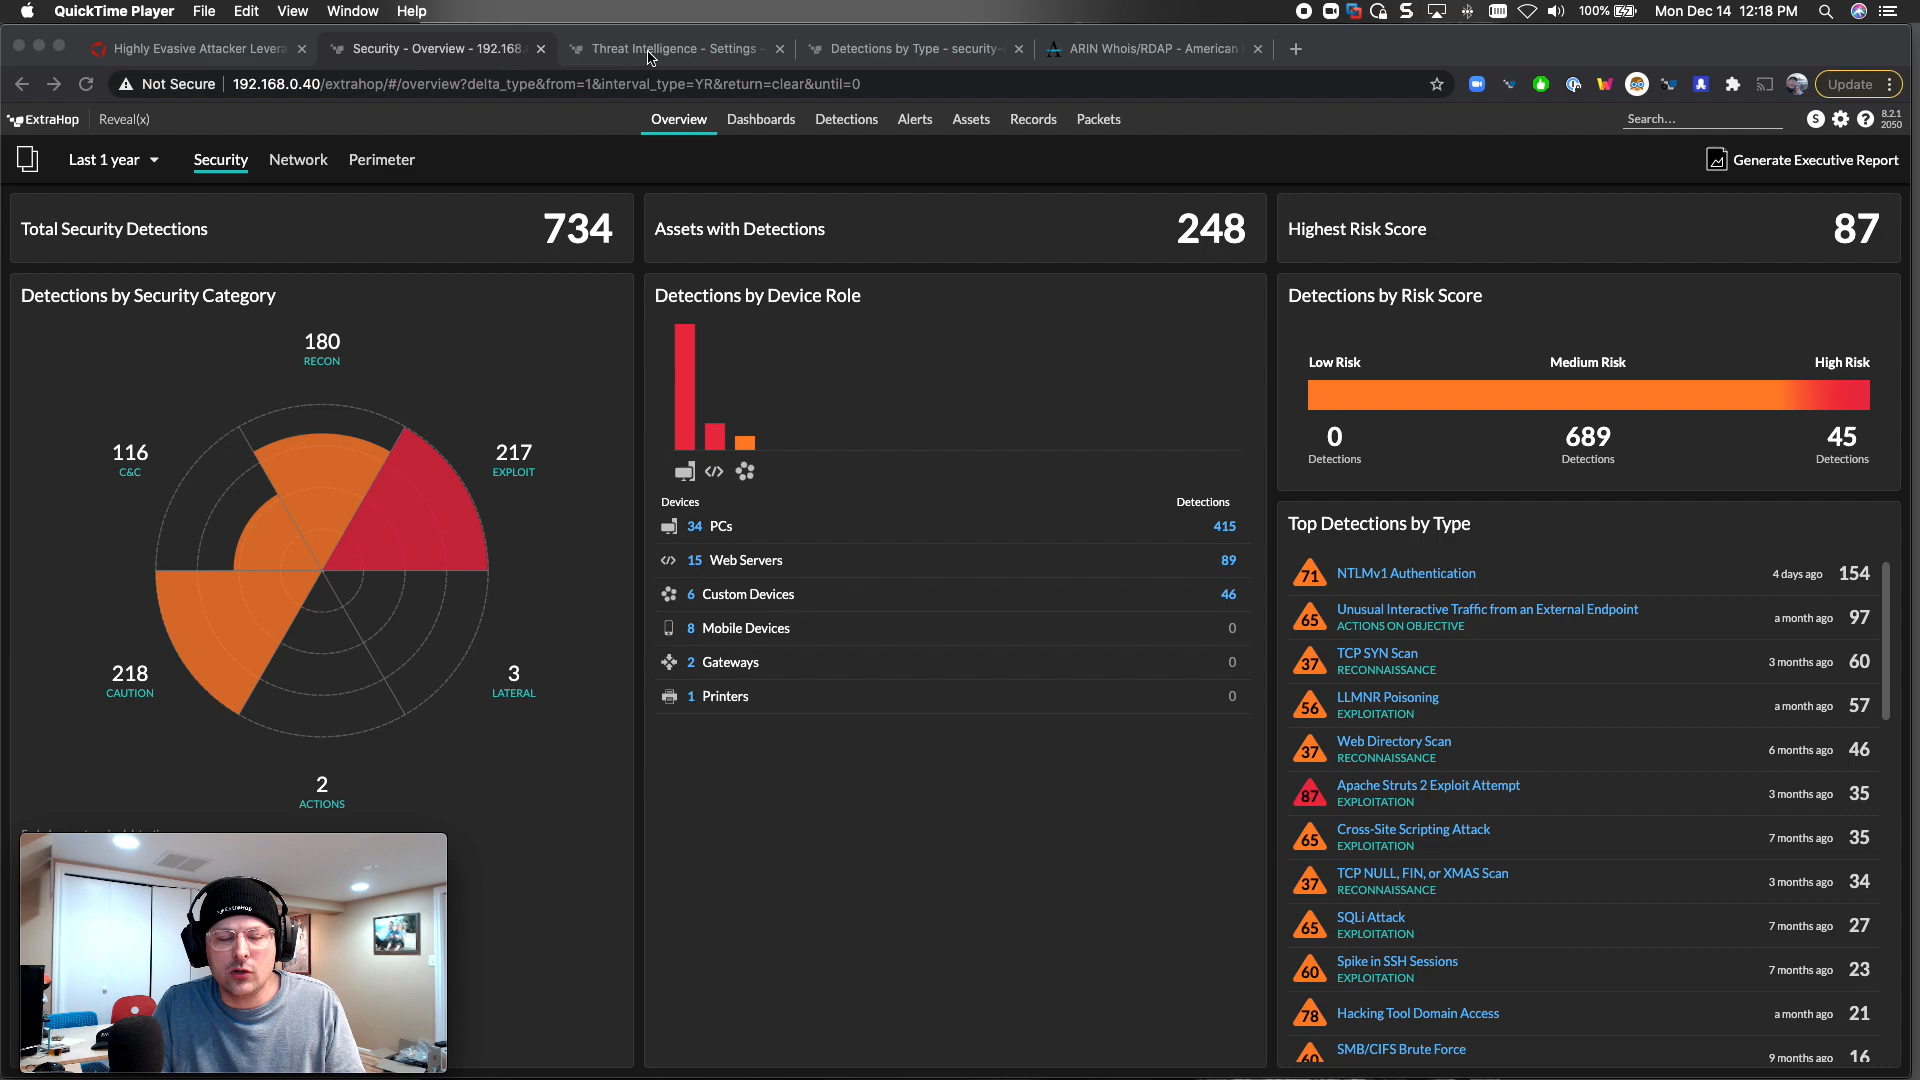 QuickTime Player File Edit View Window Help
100% Mon Dec 14 12:18 PM
Highly Evasive Attacker Levera
Security - Overview - 192.168.
Threat Intelligence - Settings -
Detections by Type - security-
ARIN Whois/RDAP - American
Not Secure 192.168.0.40/extrahop/#/overview?delta_type&from=1&interval_type=YR&return=clear&until=0
Update
ExtraHop Reveal(x)
Overview Dashboards Detections Alerts Assets Records Packets
Search...
S
8.2.1
2050
Last 1 year Security Network Perimeter
Generate Executive Report
Total Security Detections 734
Assets with Detections 248
Highest Risk Score 87
Detections by Security Category
180
RECON
116
C&C
217
EXPLOIT
218
CAUTION
3
LATERAL
2
ACTIONS
Detections by Device Role
Devices Detections
34 PCs 415
15 Web Servers 89
6 Custom Devices 46
8 Mobile Devices 0
2 Gateways 0
1 Printers 0
Detections by Risk Score
Low Risk Medium Risk High Risk
0 689 45
Detections Detections Detections
Top Detections by Type
71 NTLMv1 Authentication 4 days ago 154
65 Unusual Interactive Traffic from an External Endpoint a month ago 97
ACTIONS ON OBJECTIVE
37 TCP SYN Scan 3 months ago 60
RECONNAISSANCE
56 LLMNR Poisoning a month ago 57
EXPLOITATION
37 Web Directory Scan 6 months ago 46
RECONNAISSANCE
87 Apache Struts 2 Exploit Attempt 3 months ago 35
EXPLOITATION
65 Cross-Site Scripting Attack 7 months ago 35
EXPLOITATION
37 TCP NULL, FIN, or XMAS Scan 3 months ago 34
RECONNAISSANCE
65 SQLi Attack 7 months ago 27
EXPLOITATION
60 Spike in SSH Sessions 7 months ago 23
EXPLOITATION
78 Hacking Tool Domain Access a month ago 21
60 SMB/CIFS Brute Force 9 months ago 16
ExtraHop